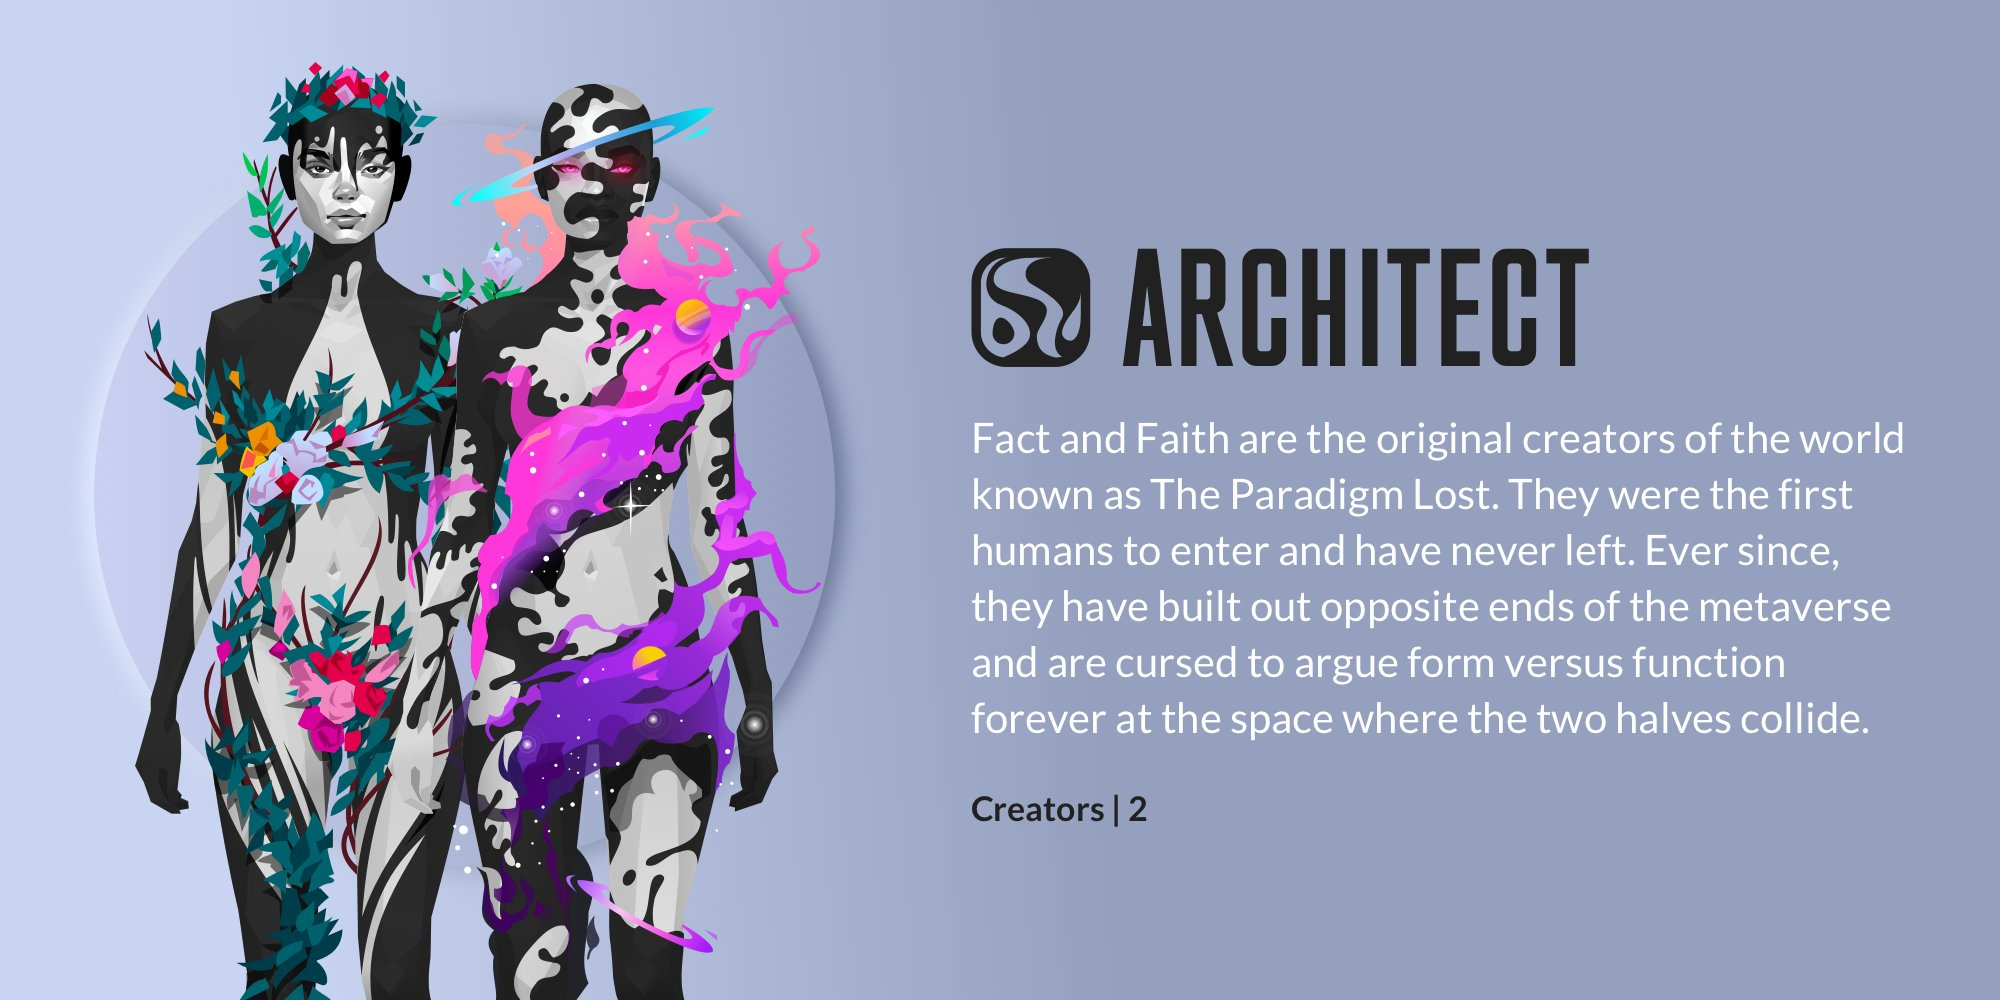 ARCHITECT
Fact and Faith are the original creators of the world
known as The Paradigm Lost. They were the first
humans to enter and have never left. Ever since,
they have built out opposite ends of the metaverse
and are cursed to argue form versus function
forever at the space where the two halves collide.
Creators | 2